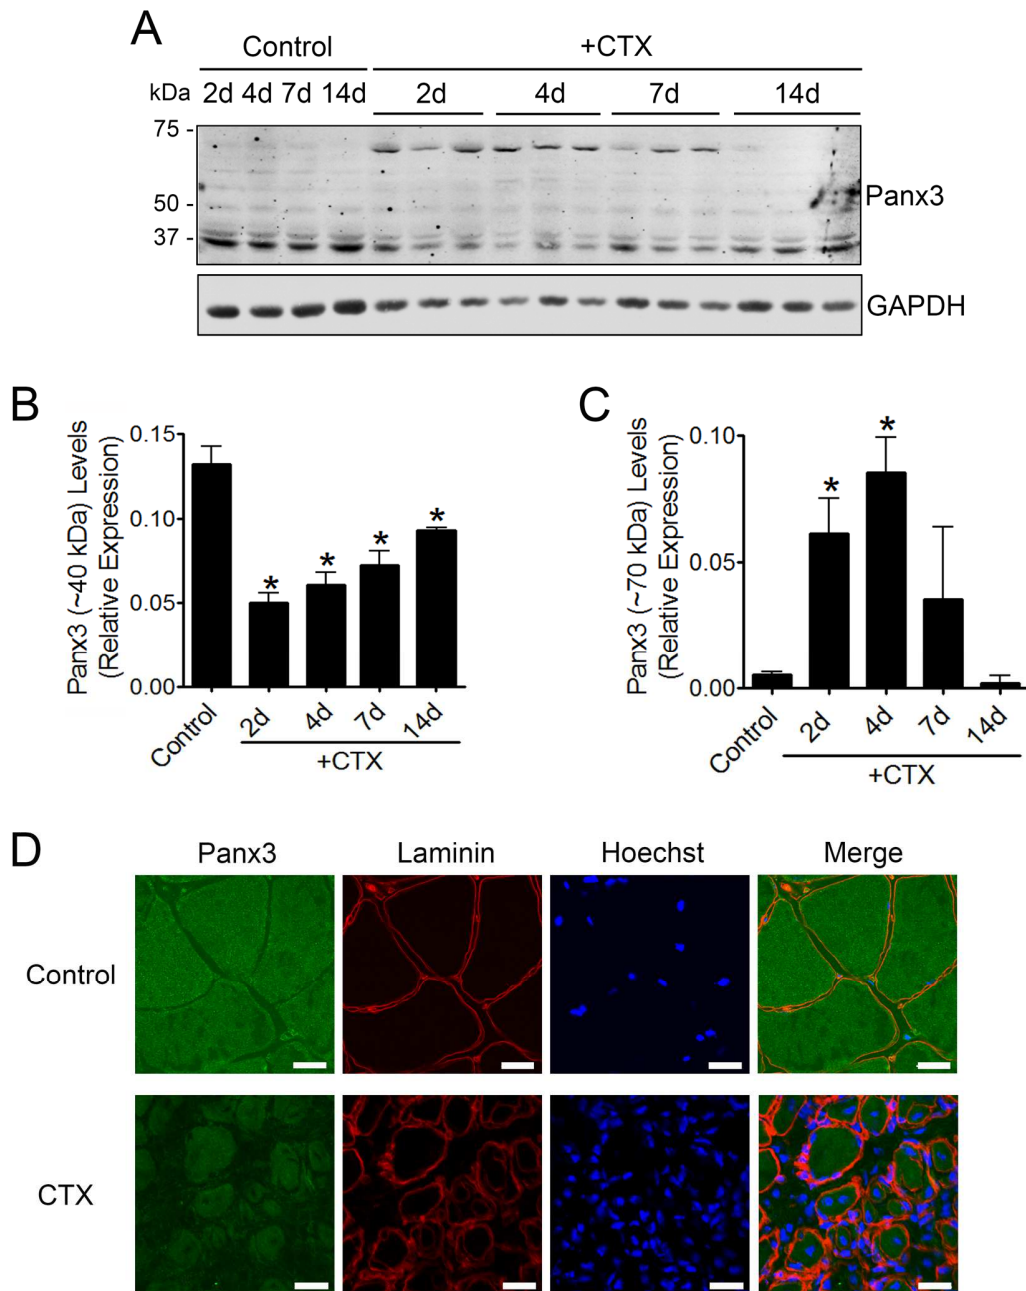 A
Control +CTX
kDa 2d 4d 7d 14d 2d 4d 7d 14d
75 -
50 - Panx3
37 -
GAPDH
B
Panx3 (~40 kDa) Levels
(Relative Expression)
0.15
0.10
0.05
0.00
* * * *
Control 2d 4d 7d 14d
+CTX
C
Panx3 (~70 kDa) Levels
(Relative Expression)
0.10
0.05
0.00
* *
Control 2d 4d 7d 14d
+CTX
D
Panx3 Laminin Hoechst Merge
Control
CTX